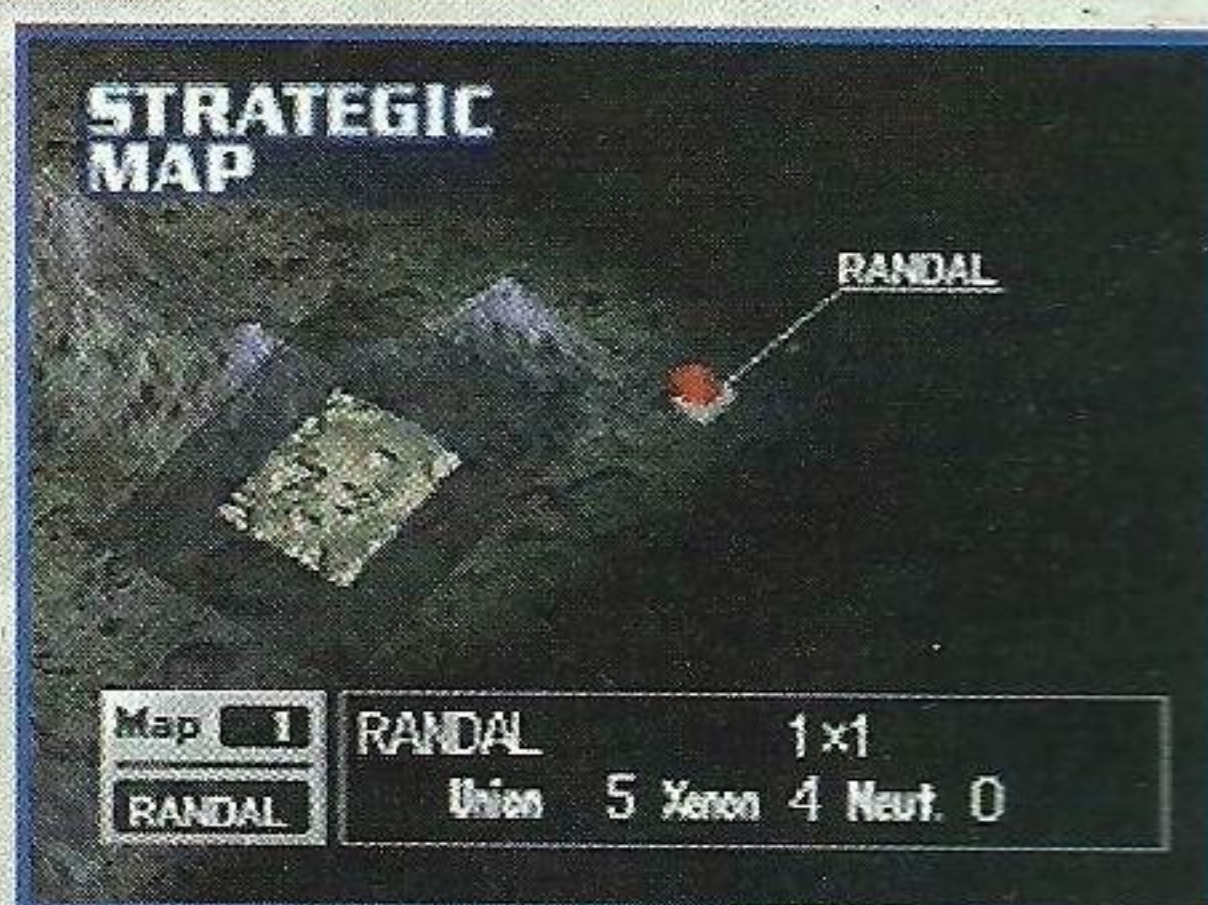 STRATEGIC
MAP
RANDAL
Map 1
RANDAL
RANDAL 1×1
Union 5 Xenon 4 Neut. 0